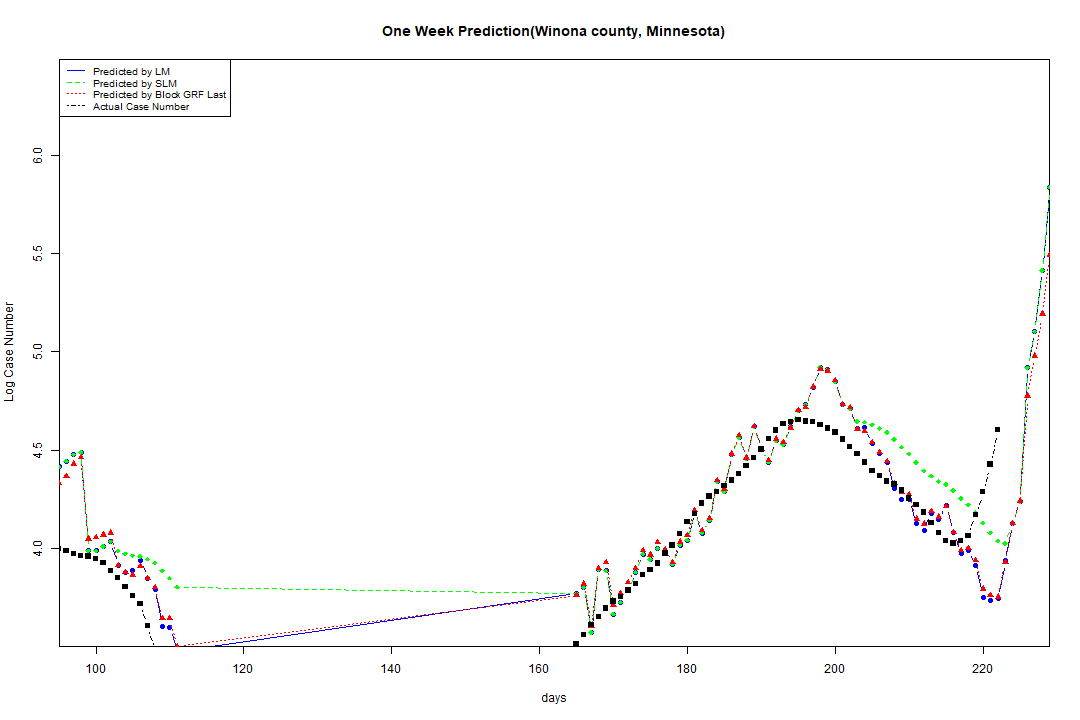 One Week Prediction(Winona county, Minnesota)
Predicted by LM
Predicted by SLM
Predicted by Block GRF Last
Actual Case Number
6.0
5.5
5.0
4.5
4.0
Log Case Number
100 120 140 160 180 200 220
days